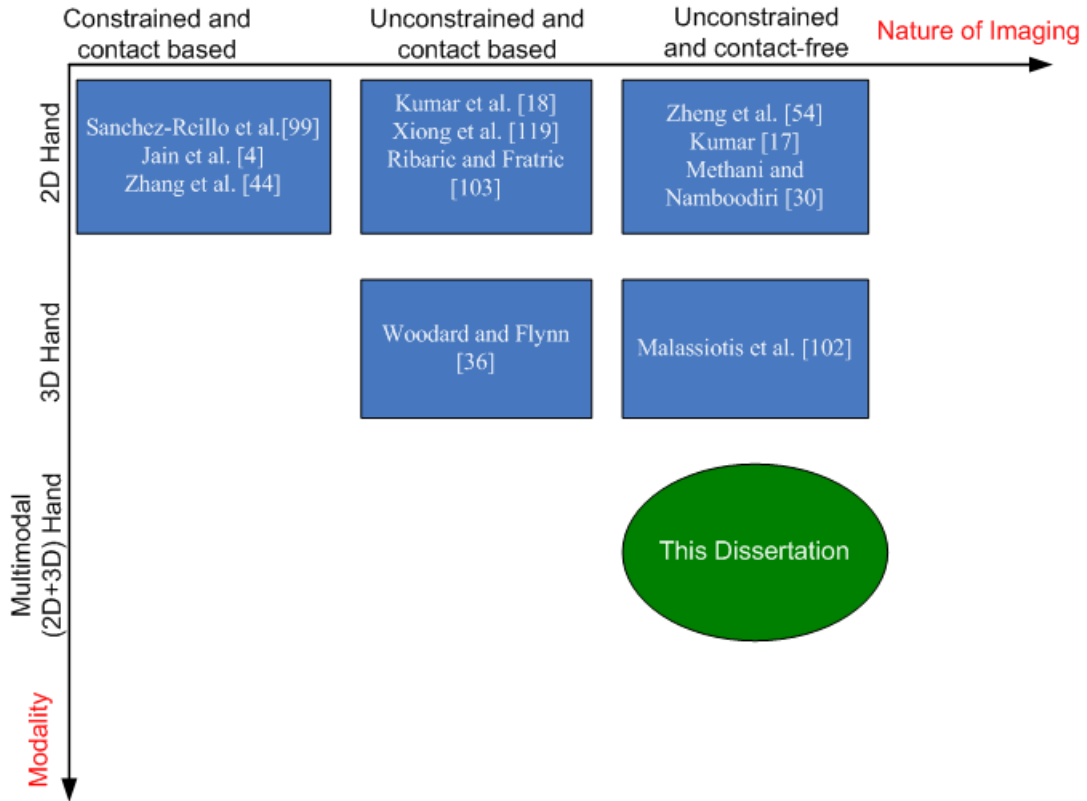 Constrained and
contact based
Unconstrained and
contact based
Unconstrained
and contact-free
Nature of Imaging
2D Hand
Sanchez-Reillo et al.[99]
Jain et al. [4]
Zhang et al. [44]
Kumar et al. [18]
Xiong et al. [119]
Ribaric and Fratric
[103]
Zheng et al. [54]
Kumar [17]
Methani and
Namboodiri [30]
3D Hand
Woodard and Flynn
[36]
Malassiotis et al. [102]
Multimodal
(2D+3D) Hand
This Dissertation
Modality